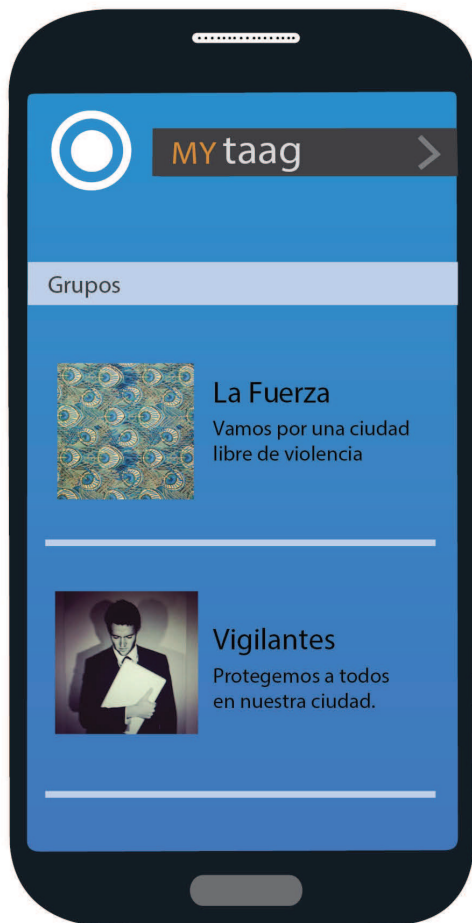 MY taag
Grupos
La Fuerza
Vamos por una ciudad
libre de violencia
Vigilantes
Protegemos a todos
en nuestra ciudad.